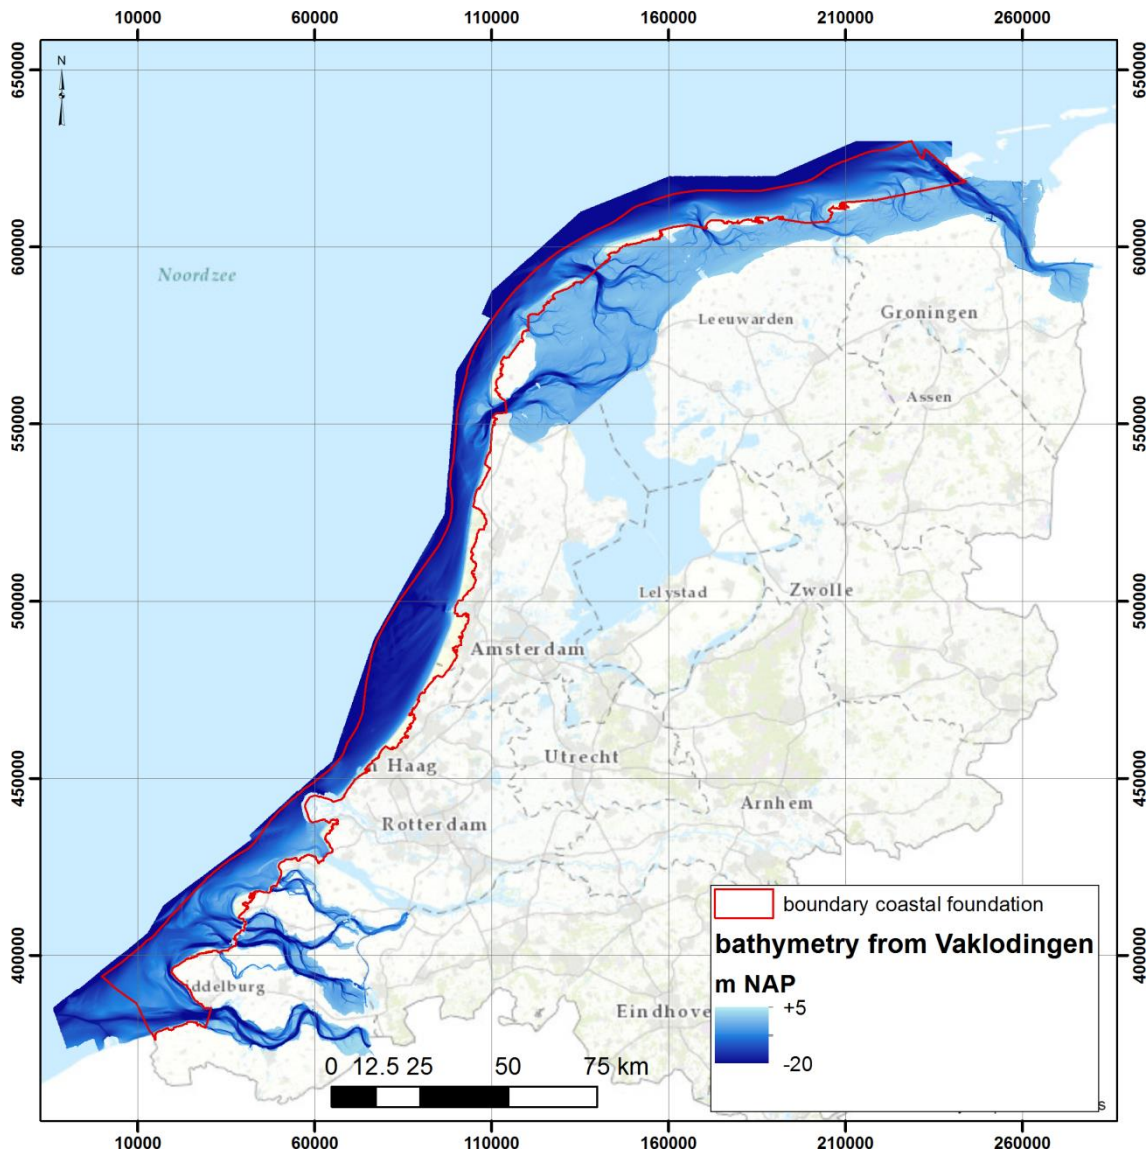 10000 60000 110000 160000 210000 260000
650000 650000
N
600000 600000
Noordzee
Leeuwarden
Groningen
Assen
550000 550000
500000 500000
Lelystad
Zwolle
Amsterdam
450000 450000
n Haag
Utrecht
Arnhem
Rotterdam
400000 400000
iddelburg
Eindhove
boundary coastal foundation
bathymetry from Vaklodingen
m NAP
+5
-20
0 12.5 25 50 75 km
s
10000 60000 110000 160000 210000 260000